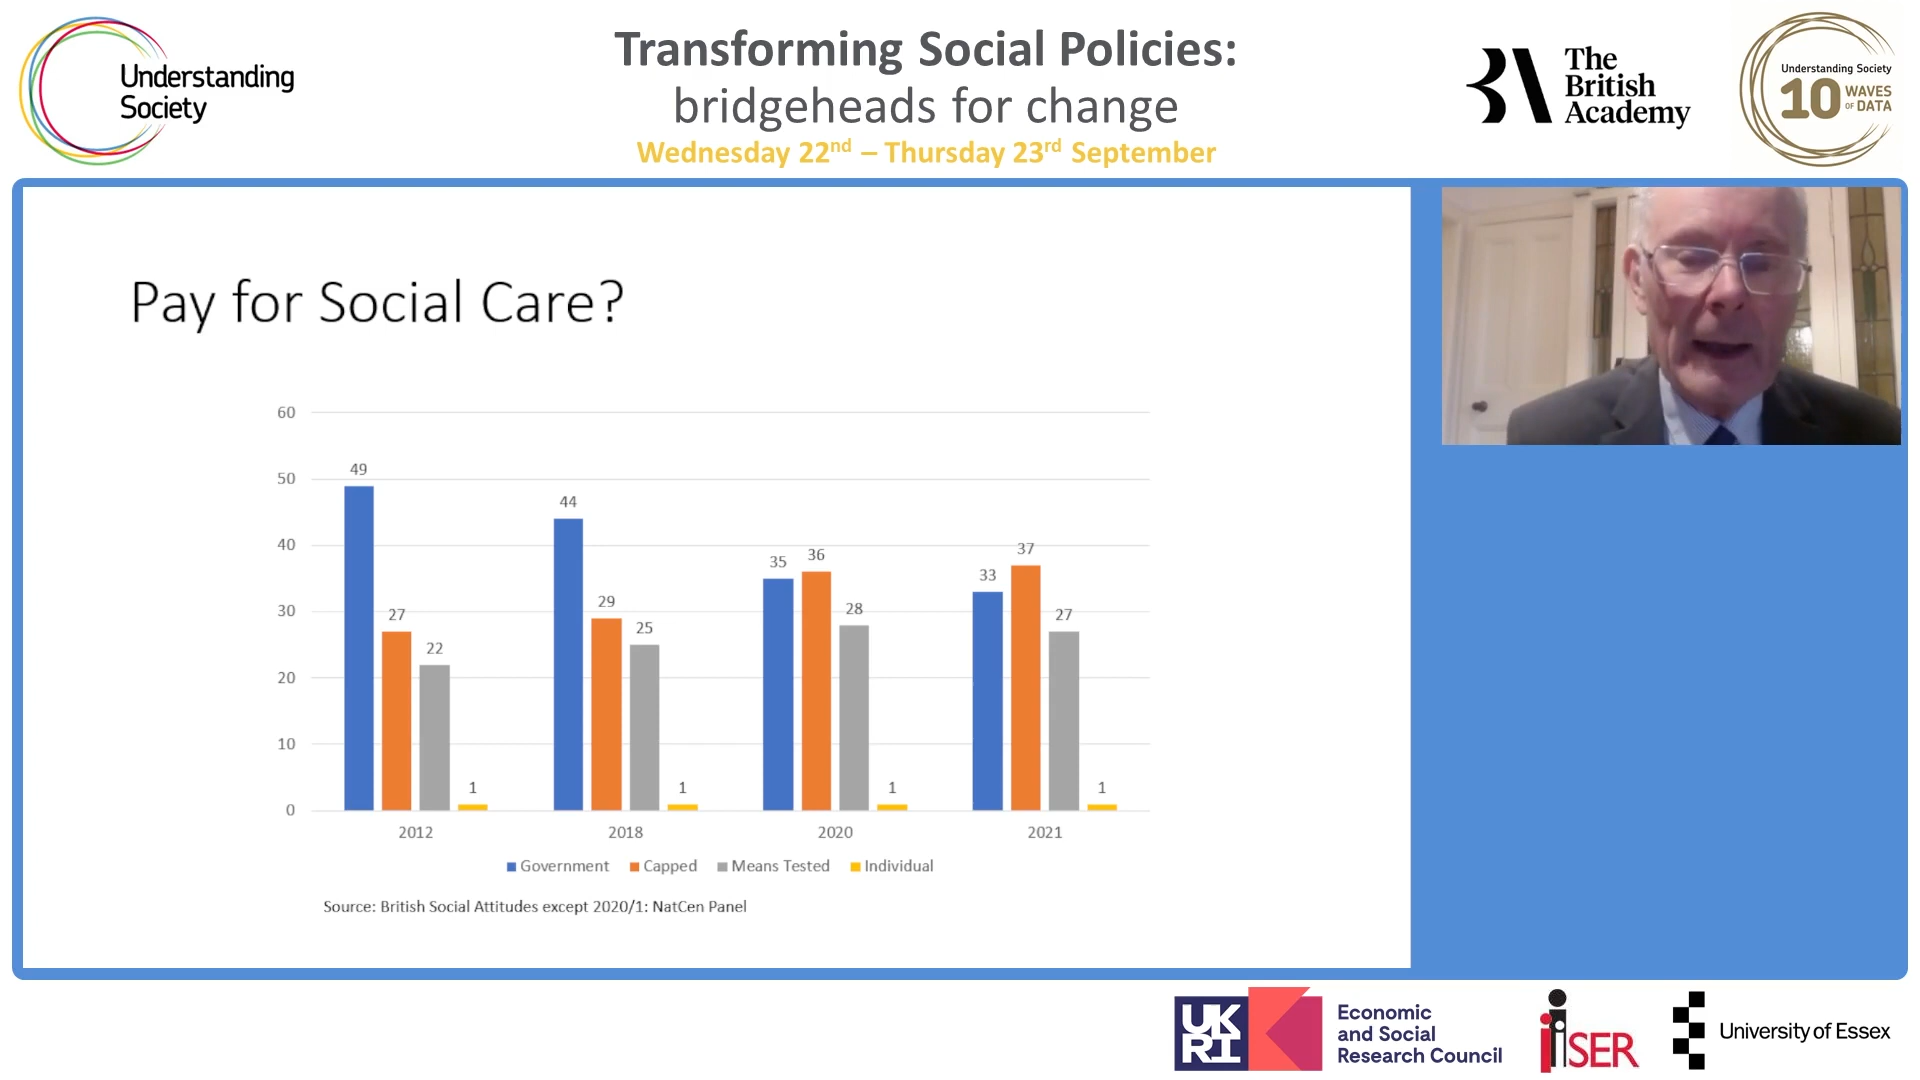 Understanding
Society
Transforming Social Policies:
bridgeheads for change
Wednesday 22nd – Thursday 23rd September
The
British
Academy
Understanding Society
10 WAVES
OF DATA
Pay for Social Care?
60
50
40
30
20
10
0
49
27
22
1
44
29
25
1
35
36
28
1
33
37
27
1
2012
2018
2020
2021
Government
Capped
Means Tested
Individual
Source: British Social Attitudes except 2020/1: NatCen Panel
UK
RI
Economic
and Social
Research Council
iSER
University of Essex